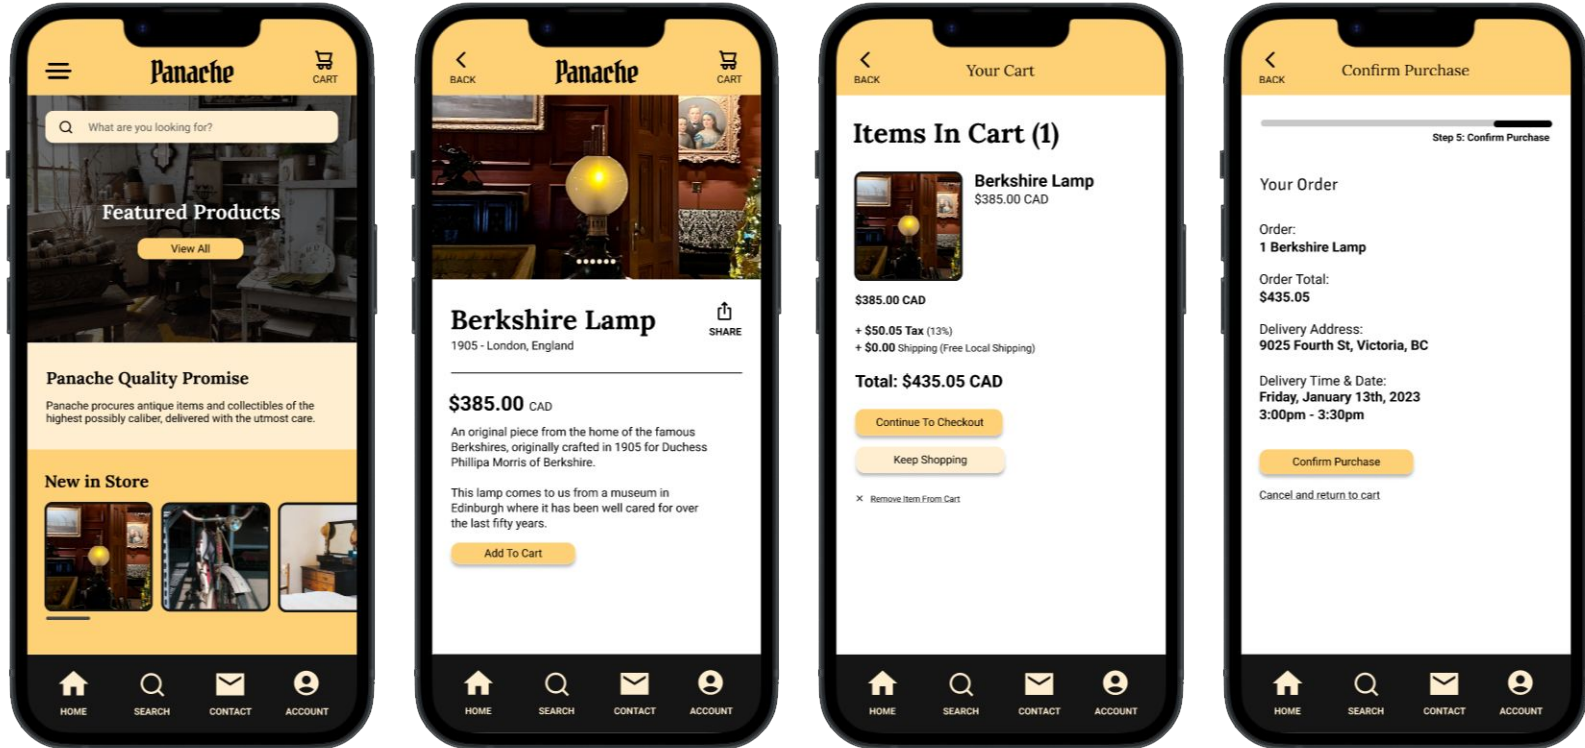 Panache
CART
What are you looking for?
Featured Products
View All
Panache Quality Promise
Panache procures antique items and collectibles of the
highest possibly caliber, delivered with the utmost care.
New in Store
HOME
SEARCH
CONTACT
ACCOUNT
BACK
Panache
CART
Berkshire Lamp
SHARE
1905 - London, England
$385.00 CAD
An original piece from the home of the famous
Berkshires, originally crafted in 1905 for Duchess
Phillipa Morris of Berkshire.
This lamp comes to us from a museum in
Edinburgh where it has been well cared for over
the last fifty years.
Add To Cart
HOME
SEARCH
CONTACT
ACCOUNT
BACK
Your Cart
Items In Cart (1)
Berkshire Lamp
$385.00 CAD
$385.00 CAD
+ $50.05 Tax (13%)
+ $0.00 Shipping (Free Local Shipping)
Total: $435.05 CAD
Continue To Checkout
Keep Shopping
× Remove Item From Cart
HOME
SEARCH
CONTACT
ACCOUNT
BACK
Confirm Purchase
Step 5: Confirm Purchase
Your Order
Order:
1 Berkshire Lamp
Order Total:
$435.05
Delivery Address:
9025 Fourth St, Victoria, BC
Delivery Time & Date:
Friday, January 13th, 2023
3:00pm - 3:30pm
Confirm Purchase
Cancel and return to cart
HOME
SEARCH
CONTACT
ACCOUNT